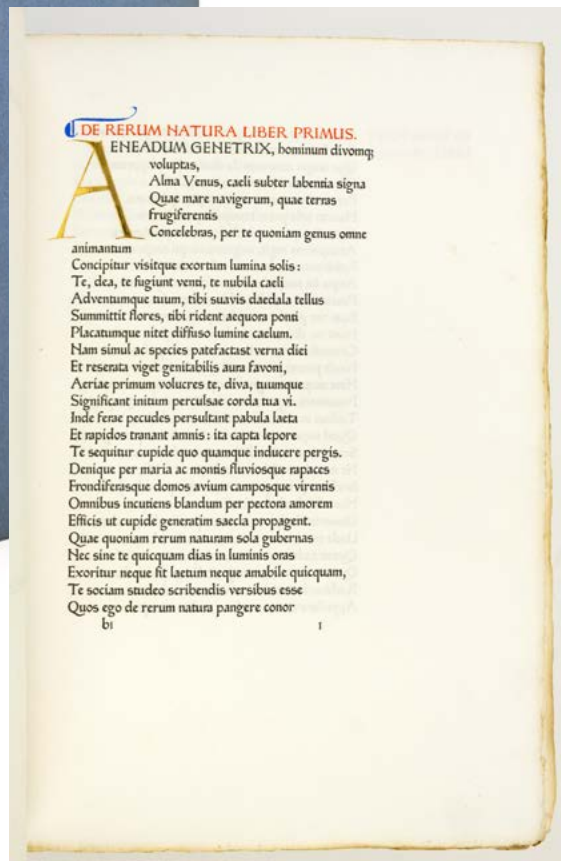 DE RERUM NATURA LIBER PRIMUS.
AENEADUM GENETRIX, hominum divomq;
voluptas,
Alma Venus, caeli subter labentia signa
Quae mare navigerum, quae terras
frugiferentis
Concelebras, per te quoniam genus omne
animantum
Concipitur visitque exortum lumina solis:
Te, dea, te fugiunt venti, te nubila caeli
Adventumque tuum, tibi suavis daedala tellus
Summittit flores, tibi rident aequora ponti
Placatumque nitet diffuso lumine caelum.
Nam simul ac species patefactast verna diei
Et reserata viget genitabilis aura favoni,
Aeriae primum volucres te, diva, tuumque
Significant initum perculsae corda tua vi.
Inde ferae pecudes persultant pabula laeta
Et rapidos tranant amnis: ita capta lepore
Te sequitur cupide quo quamque inducere pergis.
Denique per maria ac montis fluviosque rapaces
Frondiferasque domos avium camposque virentis
Omnibus incutiens blandum per pectora amorem
Efficis ut cupide generatim saecla propagent.
Quae quoniam rerum naturam sola gubernas
Nec sine te quicquam dias in luminis oras
Exoritur neque fit laetum neque amabile quicquam,
Te sociam studeo scribendis versibus esse
Quos ego de rerum natura pangere conor
b1 1